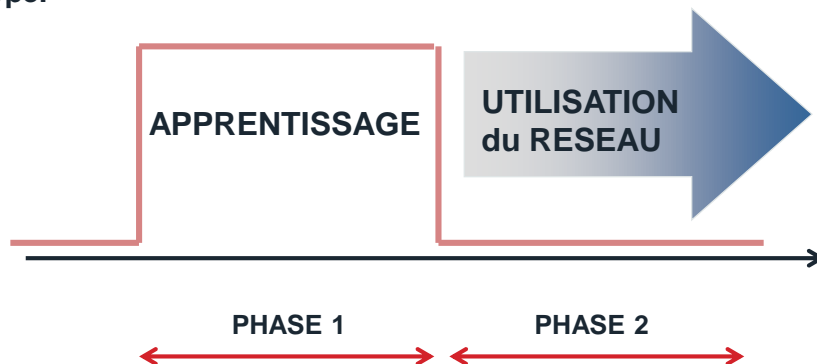 APPRENTISSAGE
UTILISATION
du RESEAU
PHASE 1
PHASE 2